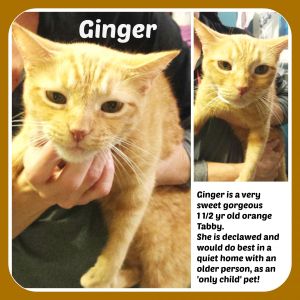 Ginger
Ginger is a very
sweet gorgeous
1 1/2 yr old orange
Tabby.
She is declawed and
would do best in a
quiet home with an
older person, as an
'only child' pet!